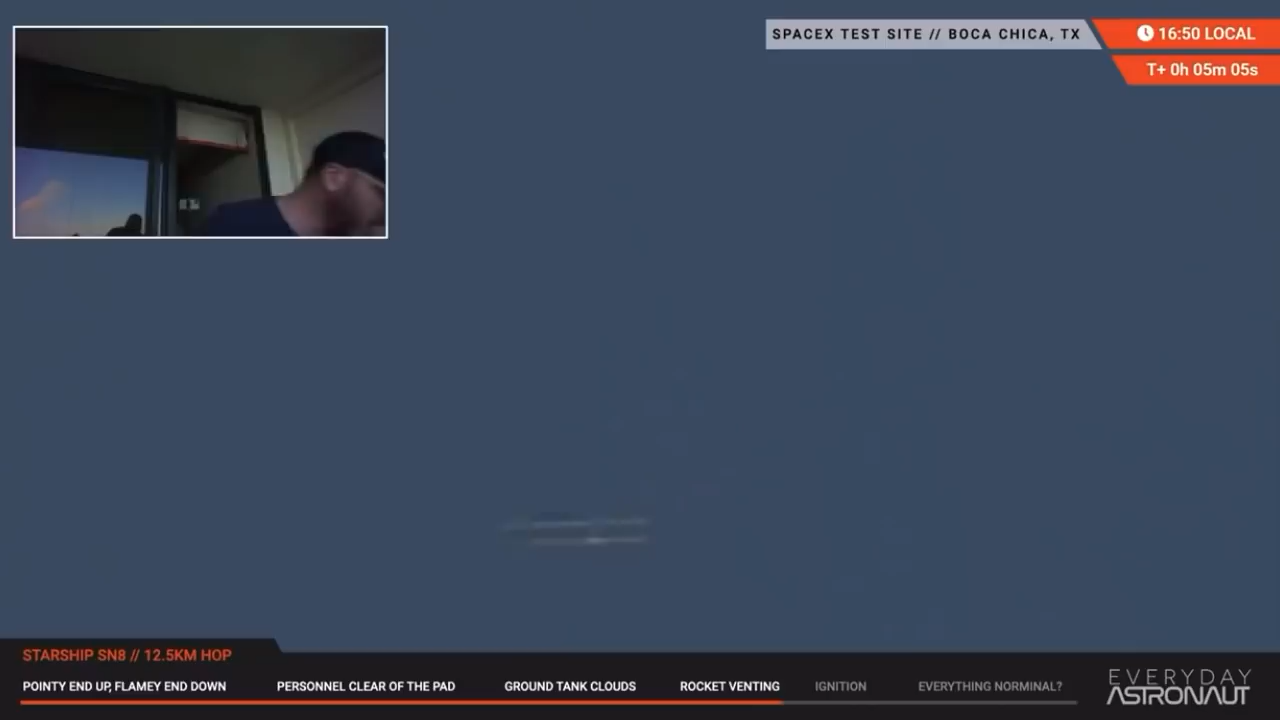 SPACEX TEST SITE // BOCA CHICA, TX
16:50 LOCAL
T+ 0h 05m 05s
STARSHIP SN8 // 12.5KM HOP
POINTY END UP, FLAMEY END DOWN
PERSONNEL CLEAR OF THE PAD
GROUND TANK CLOUDS
ROCKET VENTING
IGNITION
EVERYTHING NORMINAL?
EVERYDAY
ASTRONAUT